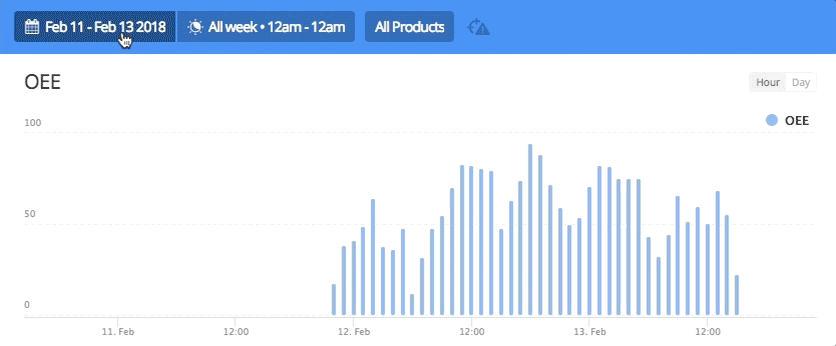 Feb 11 - Feb 13 2018 All week • 12am - 12am All Products
OEE
Hour Day
OEE
100
50
0
11. Feb 12:00 12. Feb 12:00 13. Feb 12:00